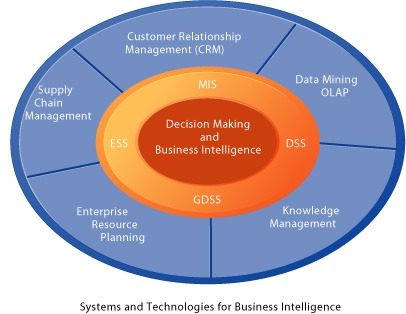 Customer Relationship
Management (CRM)
Data Mining
OLAP
Supply
Chain
Management
MIS
ESS
Decision Making
and
Business Intelligence
DSS
GDSS
Enterprise
Resource
Planning
Knowledge
Management
Systems and Technologies for Business Intelligence